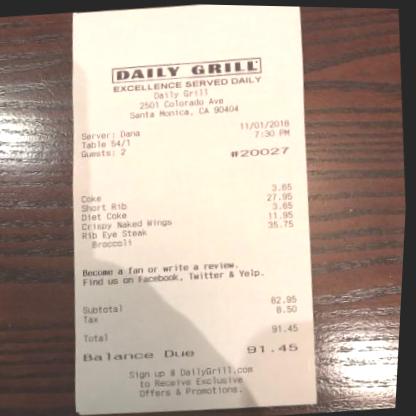 DAILY GRILL
EXCELLENCE SERVED DAILY
Daily Grill
2501 Colorado Ave
Santa Monica, CA 90404
Server: Dana 11/01/2018
Table 54/1 7:30 PM
Guests: 2 #20027
Coke 3.65
Short Rib 27.95
Diet Coke 3.65
Crispy Naked Wings 11.95
Rib Eye Steak 35.75
Broccoli
Become a fan or write a review.
Find us on Facebook, Twitter & Yelp.
Subtotal 82.95
Tax 8.50
Total 91.45
Balance Due 91.45
Sign up @ DailyGrill.com
to Receive Exclusive
Offers & Promotions.